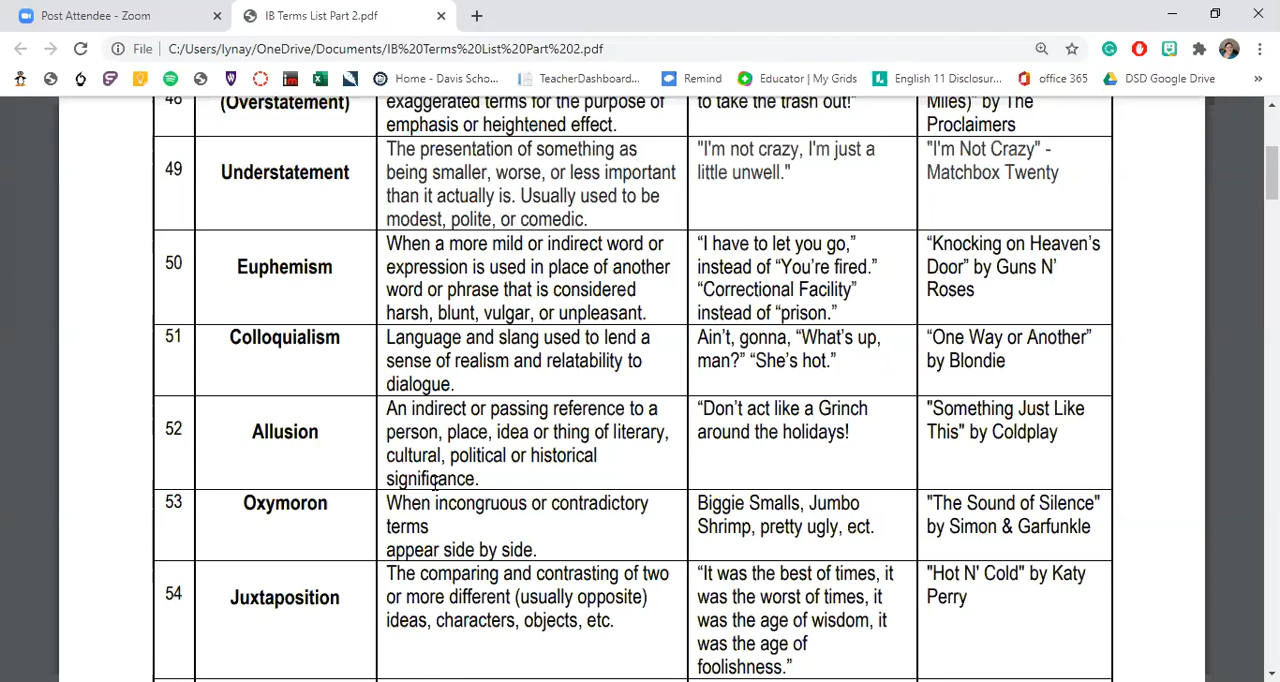 Post Attendee - Zoom
IB Terms List Part 2.pdf
File
C:/Users/lynay/OneDrive/Documents/IB%20Terms%20List%20Part%202.pdf
Home - Davis Scho...
TeacherDashboard...
Remind
Educator | My Grids
English 11 Disclosur...
office 365
DSD Google Drive
»
48
(Overstatement)
exaggerated terms for the purpose of
emphasis or heightened effect.
to take the trash out!"
Miles)" by The
Proclaimers
49
Understatement
The presentation of something as
being smaller, worse, or less important
than it actually is. Usually used to be
modest, polite, or comedic.
"I'm not crazy, I'm just a
little unwell."
"I'm Not Crazy" -
Matchbox Twenty
50
Euphemism
When a more mild or indirect word or
expression is used in place of another
word or phrase that is considered
harsh, blunt, vulgar, or unpleasant.
“I have to let you go,”
instead of “You’re fired.”
“Correctional Facility”
instead of “prison.”
“Knocking on Heaven’s
Door” by Guns N’
Roses
51
Colloquialism
Language and slang used to lend a
sense of realism and relatability to
dialogue.
Ain’t, gonna, “What’s up,
man?” “She’s hot.”
“One Way or Another”
by Blondie
52
Allusion
An indirect or passing reference to a
person, place, idea or thing of literary,
cultural, political or historical
significance.
“Don’t act like a Grinch
around the holidays!
"Something Just Like
This" by Coldplay
53
Oxymoron
When incongruous or contradictory
terms
appear side by side.
Biggie Smalls, Jumbo
Shrimp, pretty ugly, ect.
"The Sound of Silence"
by Simon & Garfunkle
54
Juxtaposition
The comparing and contrasting of two
or more different (usually opposite)
ideas, characters, objects, etc.
“It was the best of times, it
was the worst of times, it
was the age of wisdom, it
was the age of
foolishness.”
"Hot N' Cold" by Katy
Perry